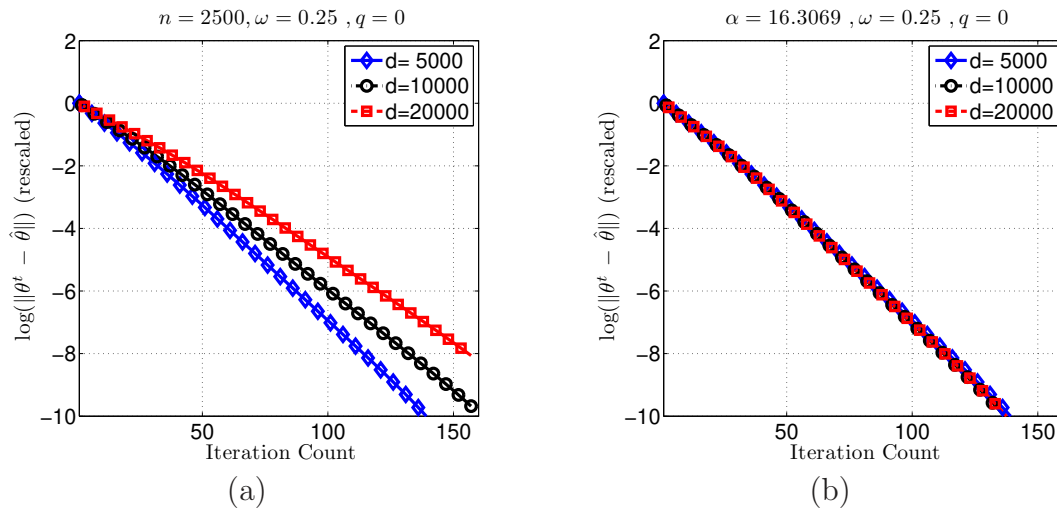 n = 2500, ω = 0.25 , q = 0
2
0
−2
−4
−6
−8
−10
50
100
150
d= 5000
d=10000
d=20000
log(‖θ^t − θ̂‖) (rescaled)
Iteration Count
(a)
α = 16.3069 , ω = 0.25 , q = 0
2
0
−2
−4
−6
−8
−10
50
100
150
d= 5000
d=10000
d=20000
log(‖θ^t − θ̂‖) (rescaled)
Iteration Count
(b)